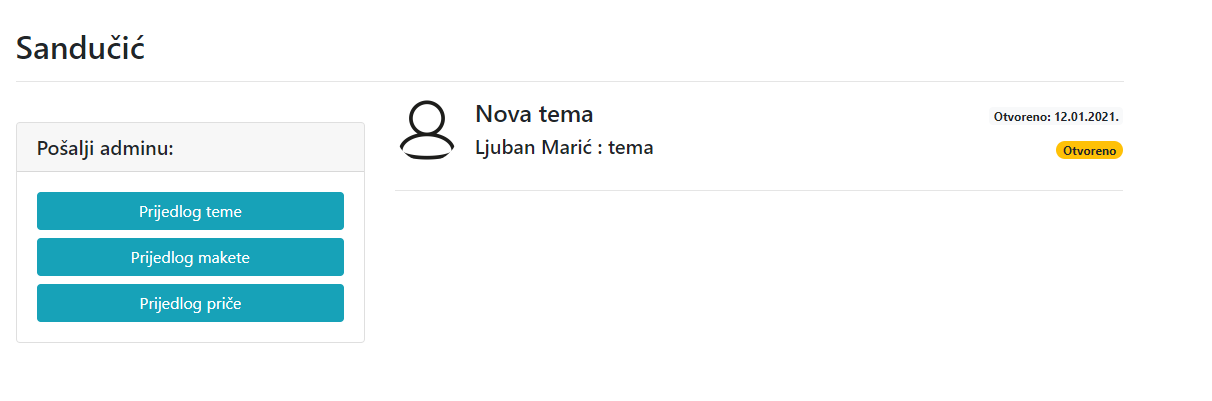 Sandučić
Pošalji adminu:
Prijedlog teme
Prijedlog makete
Prijedlog priče
Nova tema
Otvoreno: 12.01.2021.
Ljuban Marić : tema
Otvoreno